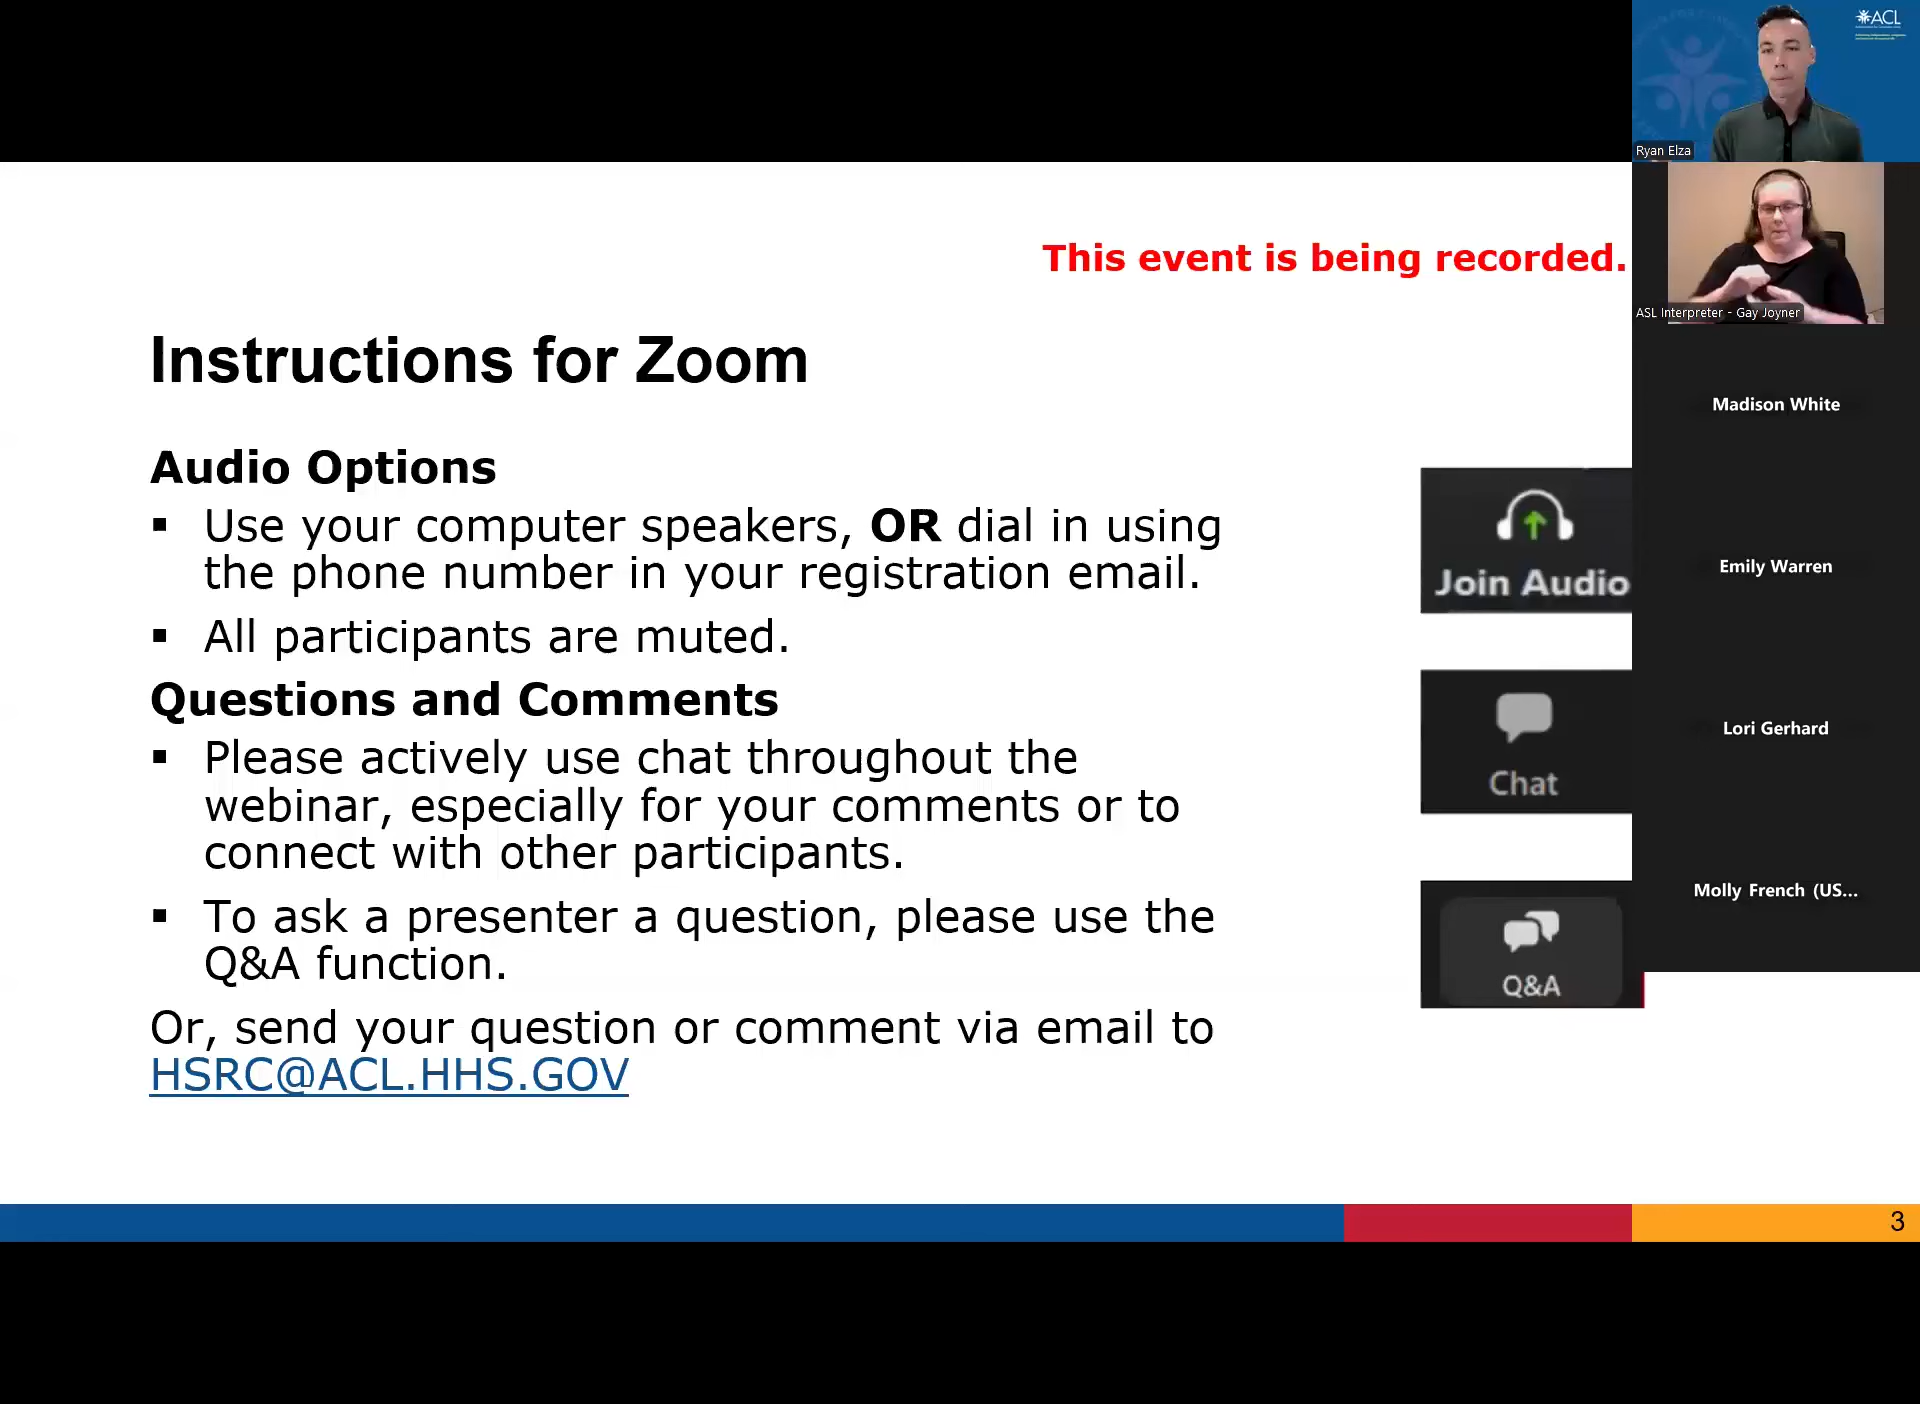 ACL
Ryan Elza
This event is being recorded.
ASL Interpreter - Gay Joyner
Instructions for Zoom
Madison White
Audio Options
Use your computer speakers, OR dial in using
the phone number in your registration email.
All participants are muted.
Join Audio
Emily Warren
Questions and Comments
Please actively use chat throughout the
webinar, especially for your comments or to
connect with other participants.
Chat
Lori Gerhard
To ask a presenter a question, please use the
Q&A function.
Q&A
Molly French (US...
Or, send your question or comment via email to
HSRC@ACL.HHS.GOV
3